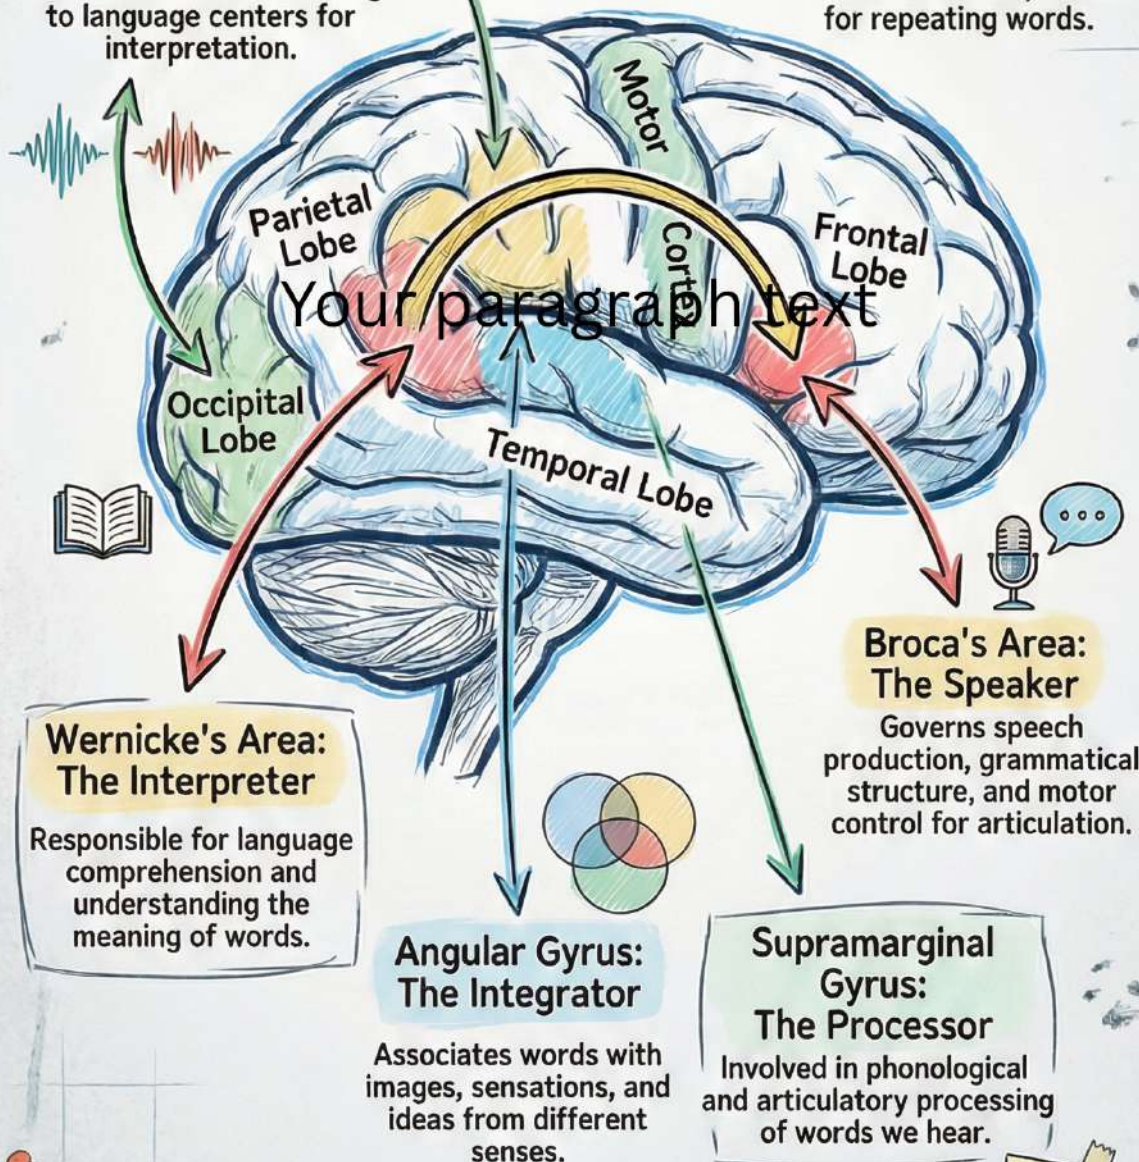 to language centers for
interpretation.
for repeating words.
Motor
Cortex
Parietal
Lobe
Frontal
Lobe
Your paragraph text
Occipital
Lobe
Temporal Lobe
Broca's Area:
The Speaker
Governs speech
production, grammatical
structure, and motor
control for articulation.
Wernicke's Area:
The Interpreter
Responsible for language
comprehension and
understanding the
meaning of words.
Angular Gyrus:
The Integrator
Associates words with
images, sensations, and
ideas from different
senses.
Supramarginal
Gyrus:
The Processor
Involved in phonological
and articulatory processing
of words we hear.